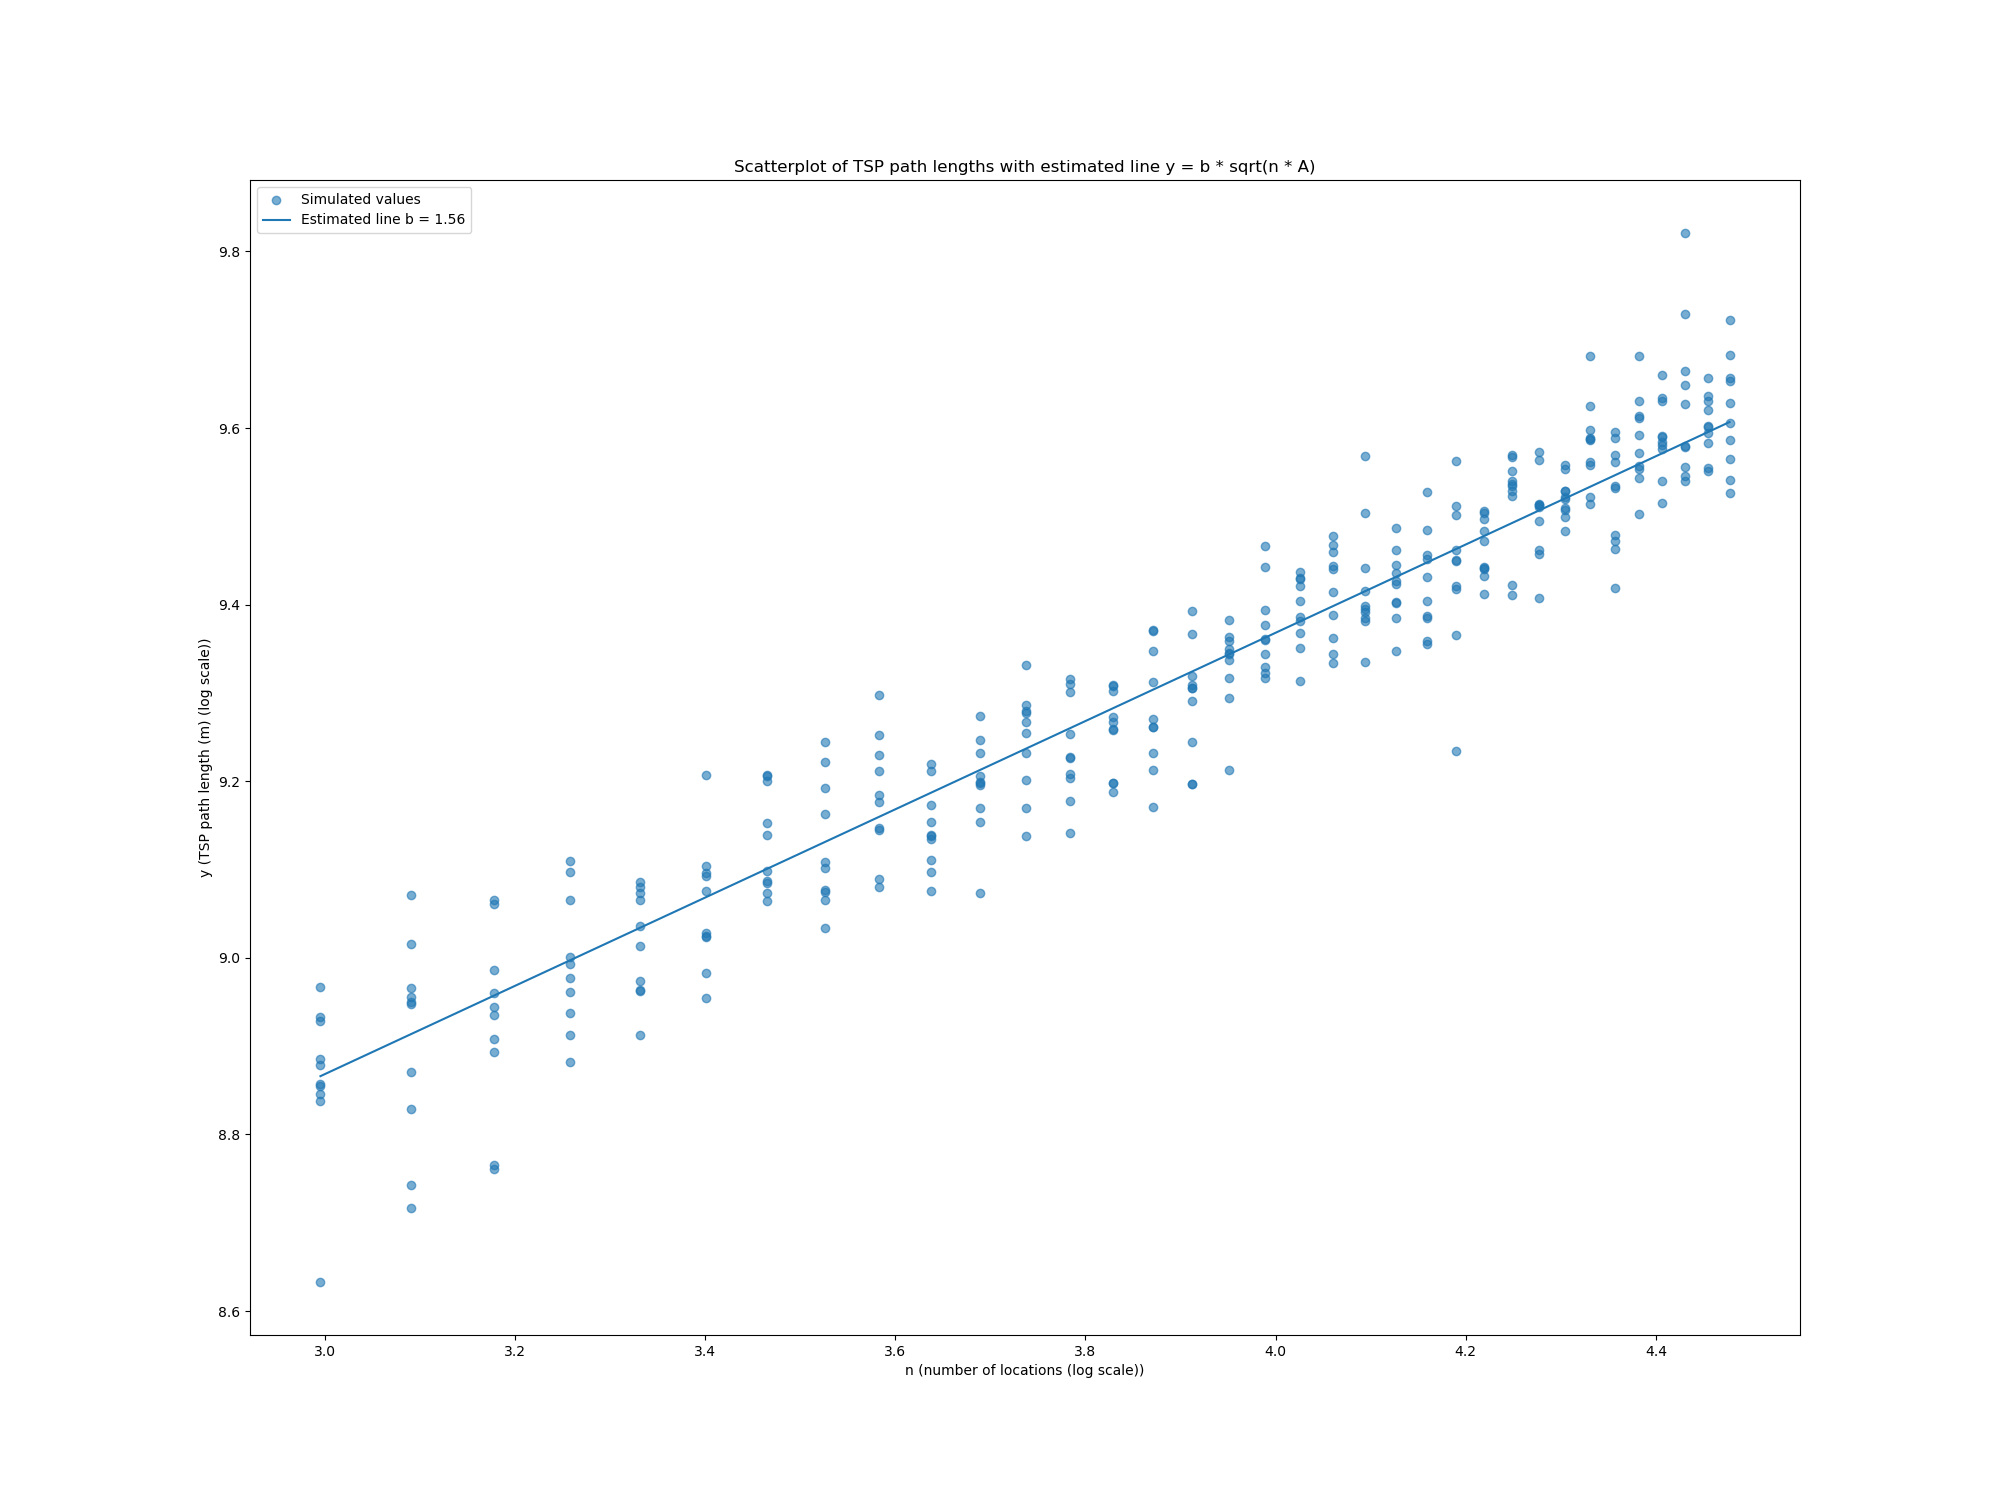 Scatterplot of TSP path lengths with estimated line y = b * sqrt(n * A)
Simulated values
Estimated line b = 1.56
9.8
9.6
9.4
9.2
9.0
8.8
8.6
y (TSP path length (m) (log scale))
3.0 3.2 3.4 3.6 3.8 4.0 4.2 4.4
n (number of locations (log scale))